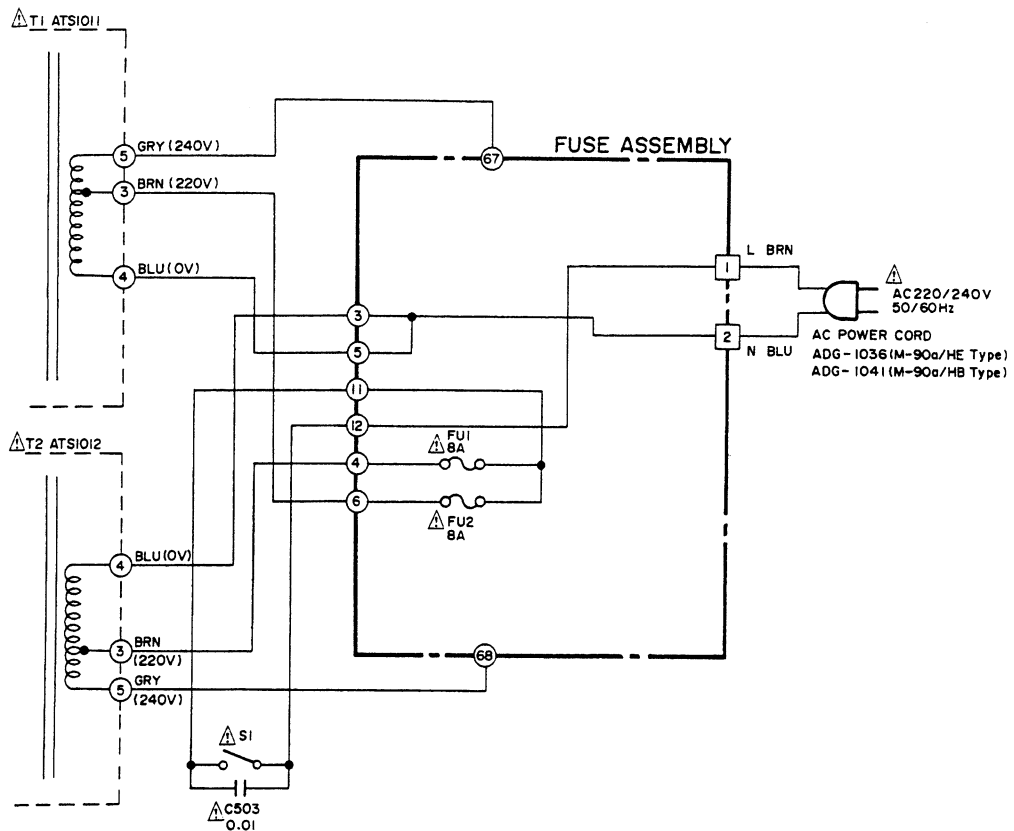 ⚠ T1 ATS1011
5 GRY (240V)
3 BRN (220V)
4 BLU (0V)
67
FUSE ASSEMBLY
1
L BRN
⚠
AC220/240V
50/60Hz
2
N BLU
AC POWER CORD
ADG-1036(M-90a/HE Type)
ADG-1041(M-90a/HB Type)
3
5
11
12
4
6
⚠ FU1
8A
⚠ FU2
8A
⚠ T2 ATS1012
4 BLU (0V)
3 BRN
(220V)
5 GRY
(240V)
68
⚠ S1
⚠ C503
0.01